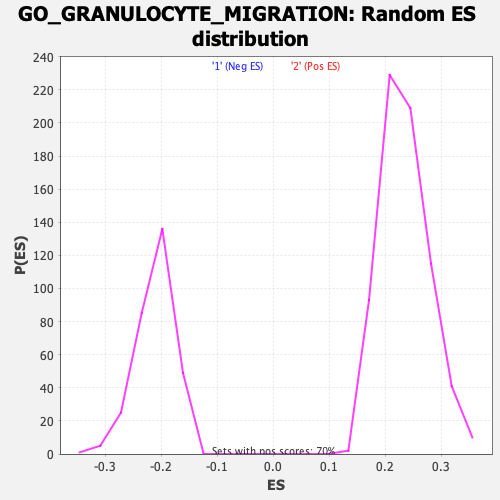 GO_GRANULOCYTE_MIGRATION: Random ES
distribution
'1' (Neg ES) '2' (Pos ES)
240
220
200
180
160
140
120
100
80
60
40
20
0
P(ES)
Sets with pos scores: 70%
-0.3 -0.2 -0.1 0.0 0.1 0.2 0.3
ES